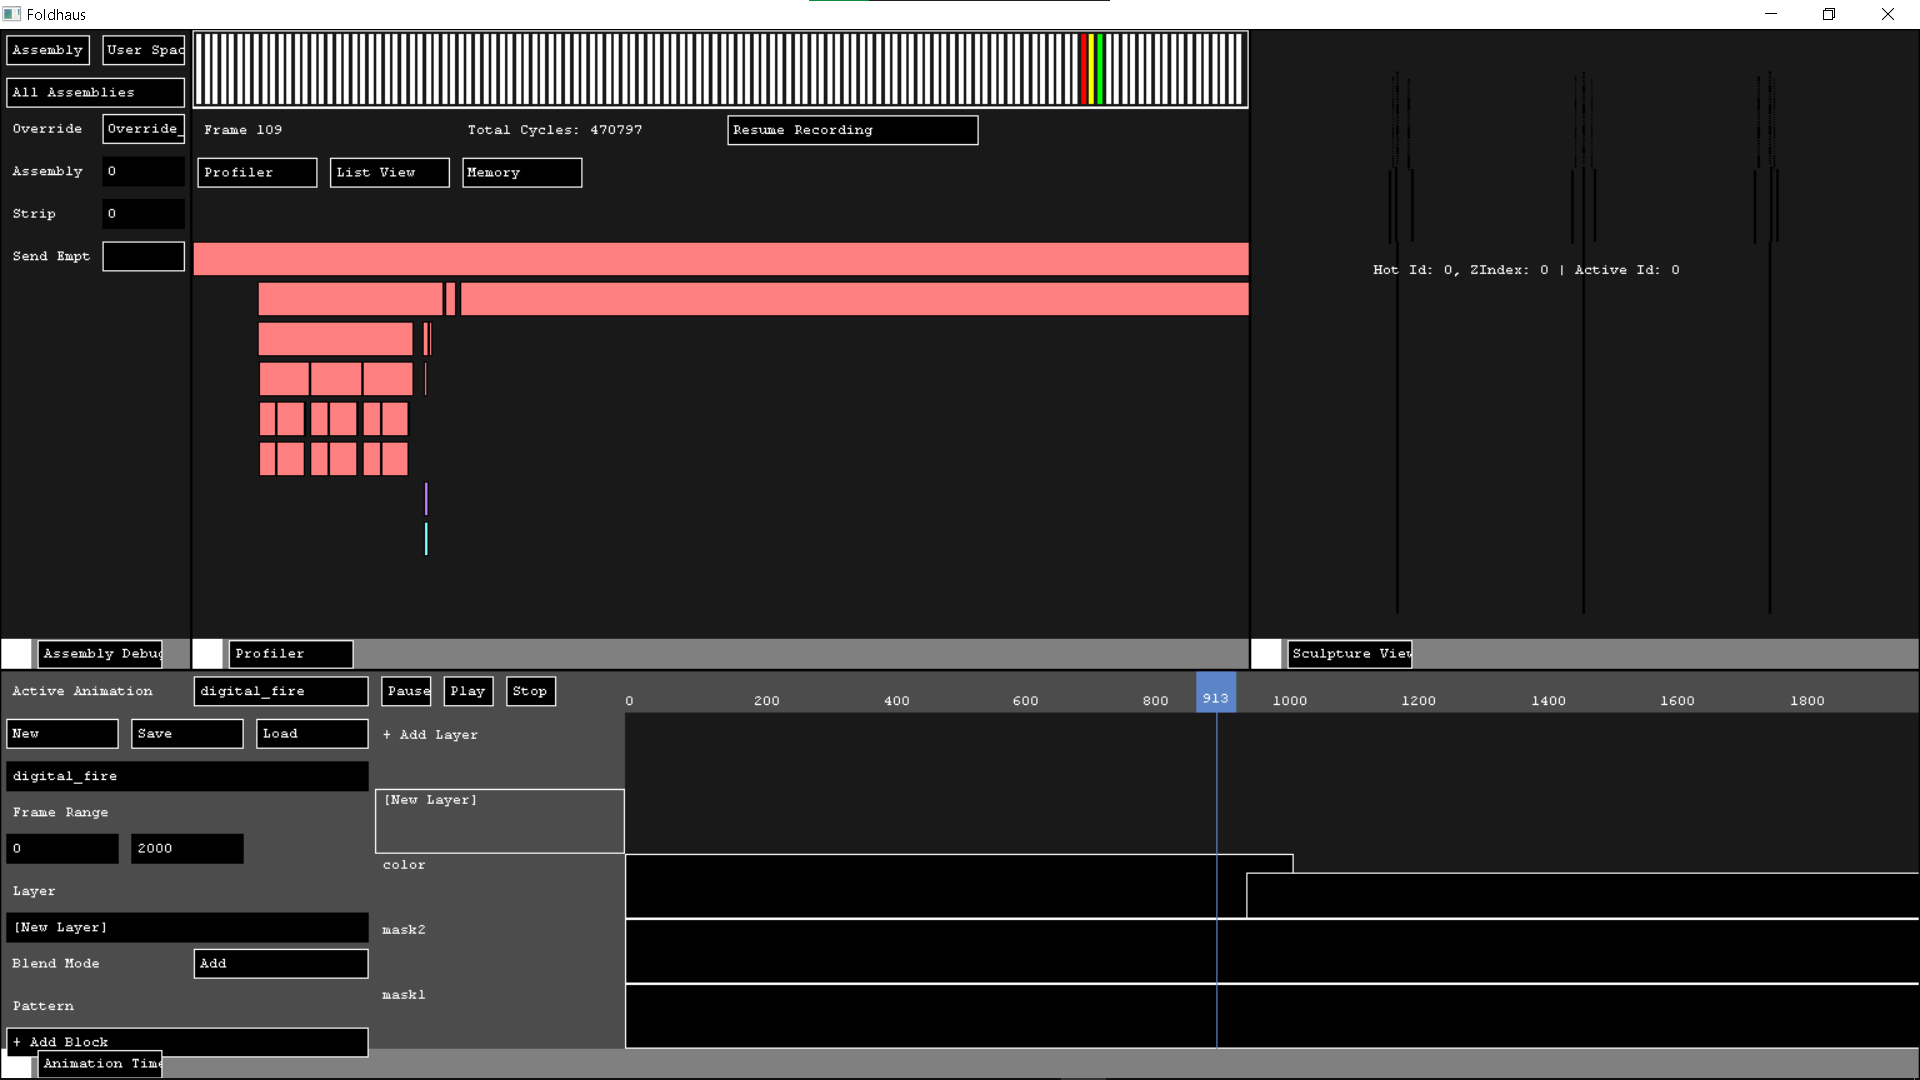 Foldhaus
Assembly
User Spac
All Assemblies
Override
Override_
Assembly
0
Strip
0
Send Empt
Frame 109
Total Cycles: 470797
Resume Recording
Profiler
List View
Memory
Hot Id: 0, ZIndex: 0 | Active Id: 0
Assembly Debug
Profiler
Sculpture View
Active Animation
digital_fire
Pause
Play
Stop
0 200 400 600 800 913 1000 1200 1400 1600 1800
New
Save
Load
+ Add Layer
digital_fire
Frame Range
[New Layer]
0
2000
color
Layer
[New Layer]
mask2
Blend Mode
Add
mask1
Pattern
+ Add Block
Animation Time